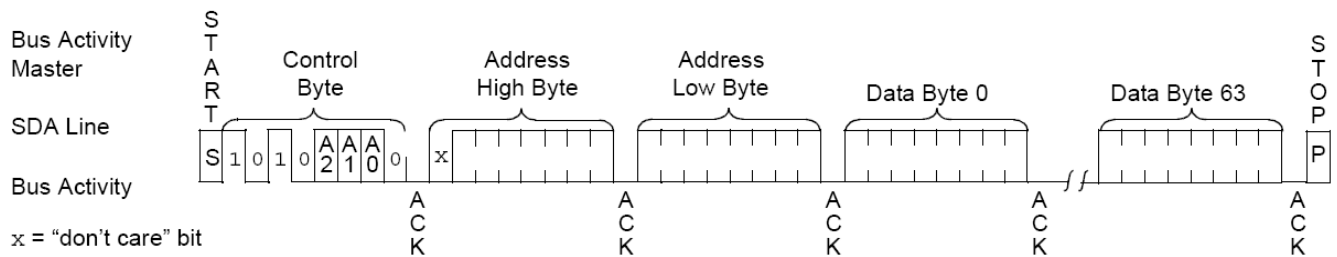 Bus Activity
Master
START
Control
Byte
Address
High Byte
Address
Low Byte
Data Byte 0
Data Byte 63
STOP
SDA Line
S 1 0 1 0 A2 A1 A0 0 x P
Bus Activity
ACK ACK ACK ACK ACK
x = “don’t care” bit